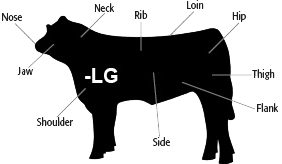 Nose
Neck
Rib
Loin
Hip
Jaw
-LG
Thigh
Shoulder
Side
Flank